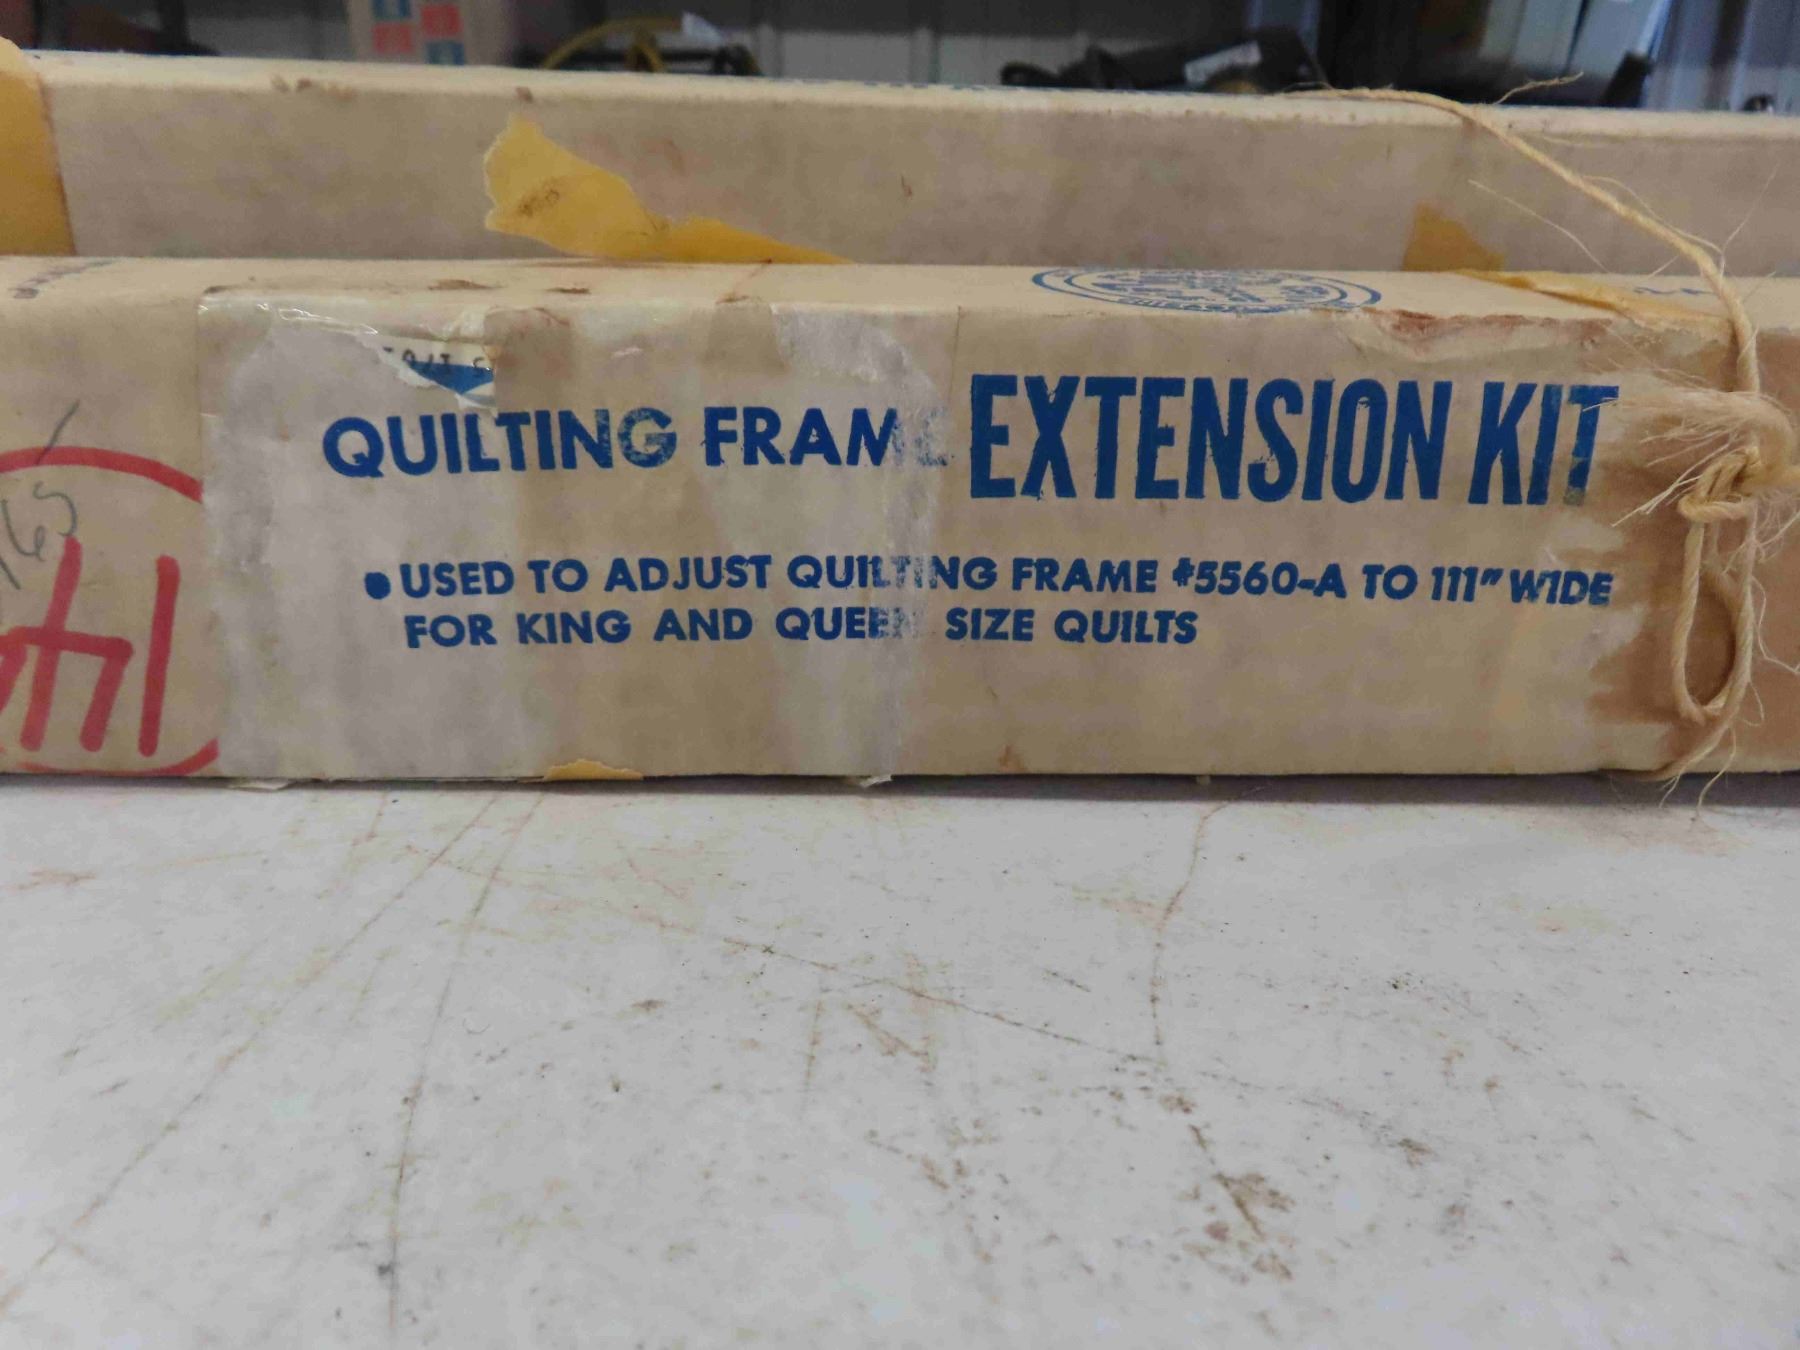 QUILTING FRAME EXTENSION KIT
• USED TO ADJUST QUILTING FRAME #5560-A TO 111" WIDE
FOR KING AND QUEEN SIZE QUILTS